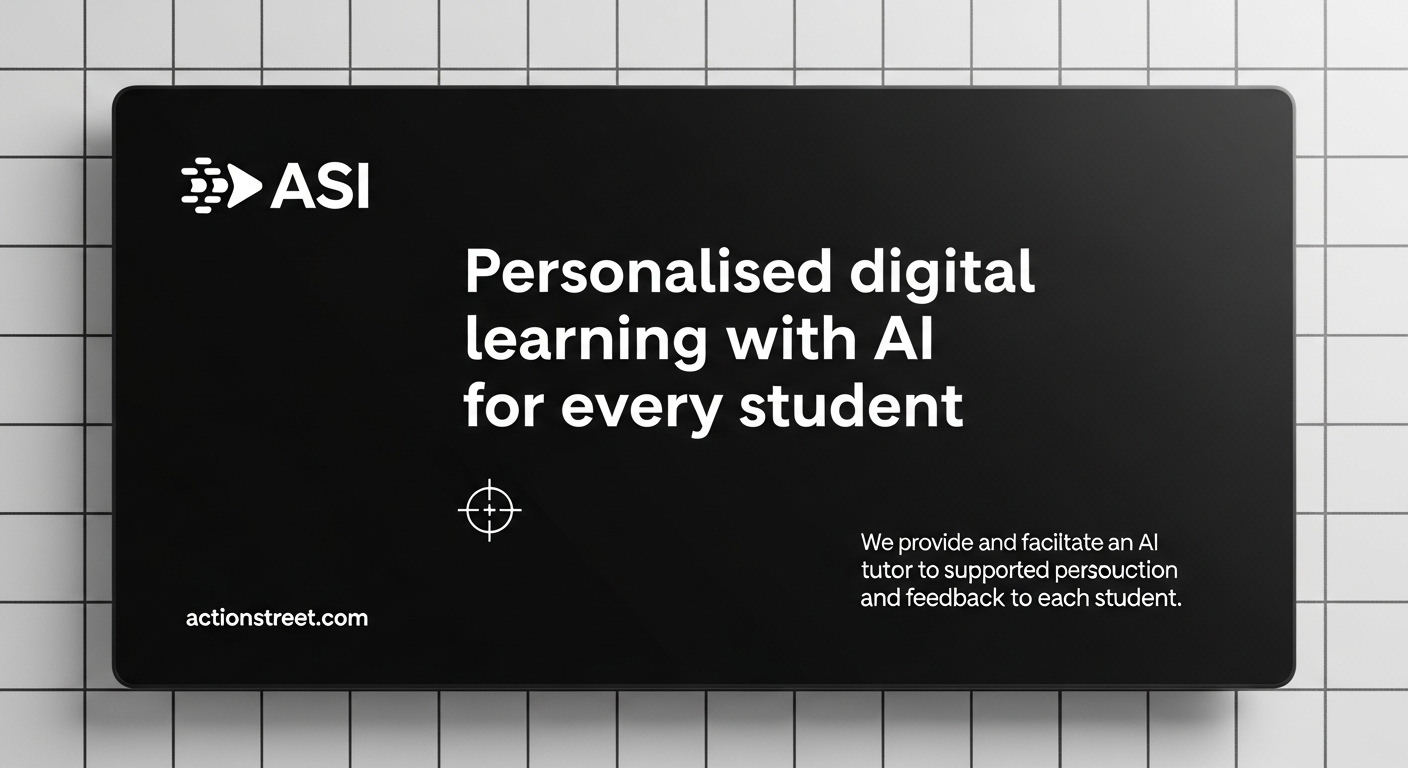 ASI
Personalised digital
learning with AI
for every student
We provide and faciltate an AI
tutor to supported persouction
and feedback to each student.
actionstreet.com